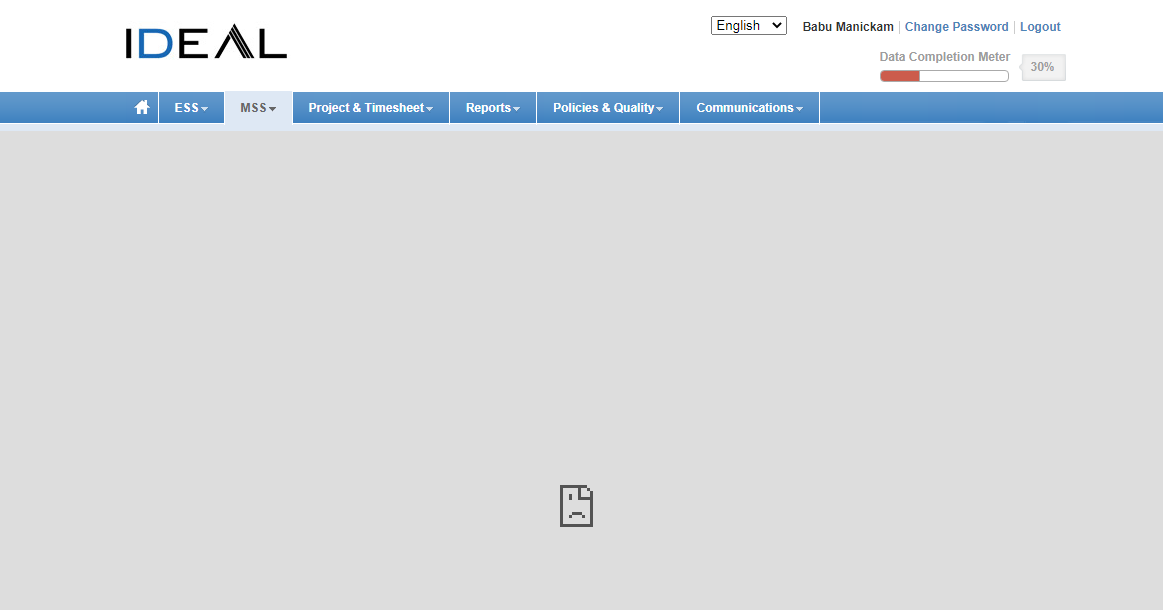 IDEAL
English
Babu Manickam
Change Password
Logout
Data Completion Meter
30%
ESS
MSS
Project & Timesheet
Reports
Policies & Quality
Communications